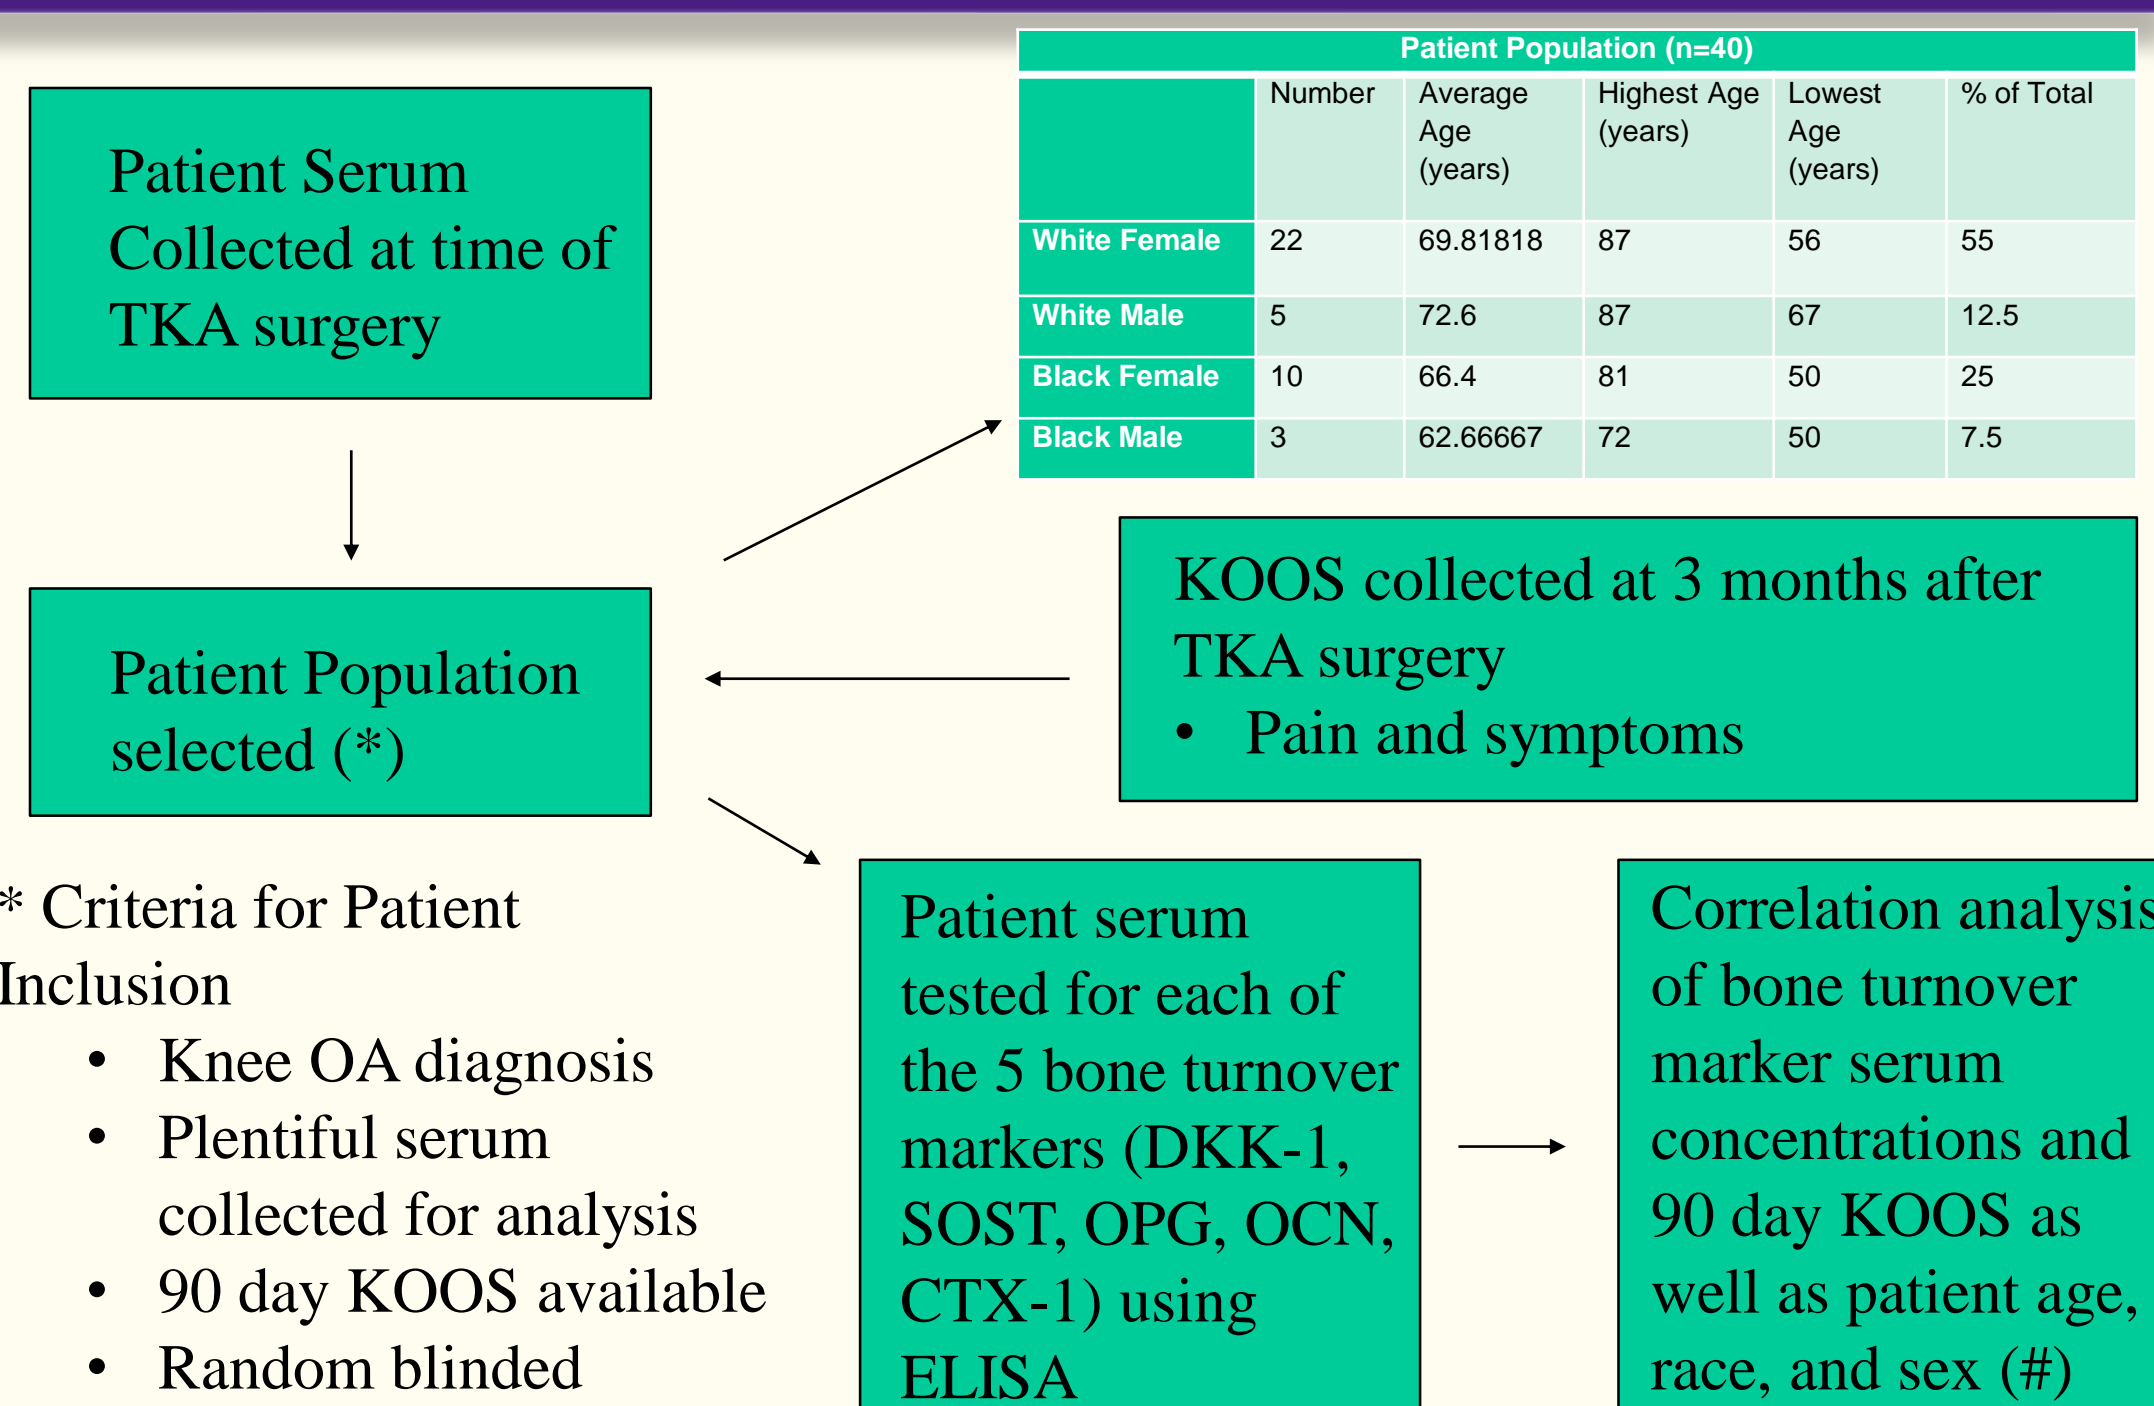 Patient Population (n=40)
Number Average Age (years) Highest Age (years) Lowest Age (years) % of Total
White Female 22 69.81818 87 56 55
White Male 5 72.6 87 67 12.5
Black Female 10 66.4 81 50 25
Black Male 3 62.66667 72 50 7.5
Patient Serum
Collected at time of
TKA surgery
KOOS collected at 3 months after
TKA surgery
• Pain and symptoms
Patient Population
selected (*)
* Criteria for Patient
Inclusion
• Knee OA diagnosis
• Plentiful serum
collected for analysis
• 90 day KOOS available
• Random blinded
Patient serum
tested for each of
the 5 bone turnover
markers (DKK-1,
SOST, OPG, OCN,
CTX-1) using
ELISA
Correlation analysis
of bone turnover
marker serum
concentrations and
90 day KOOS as
well as patient age,
race, and sex (#)